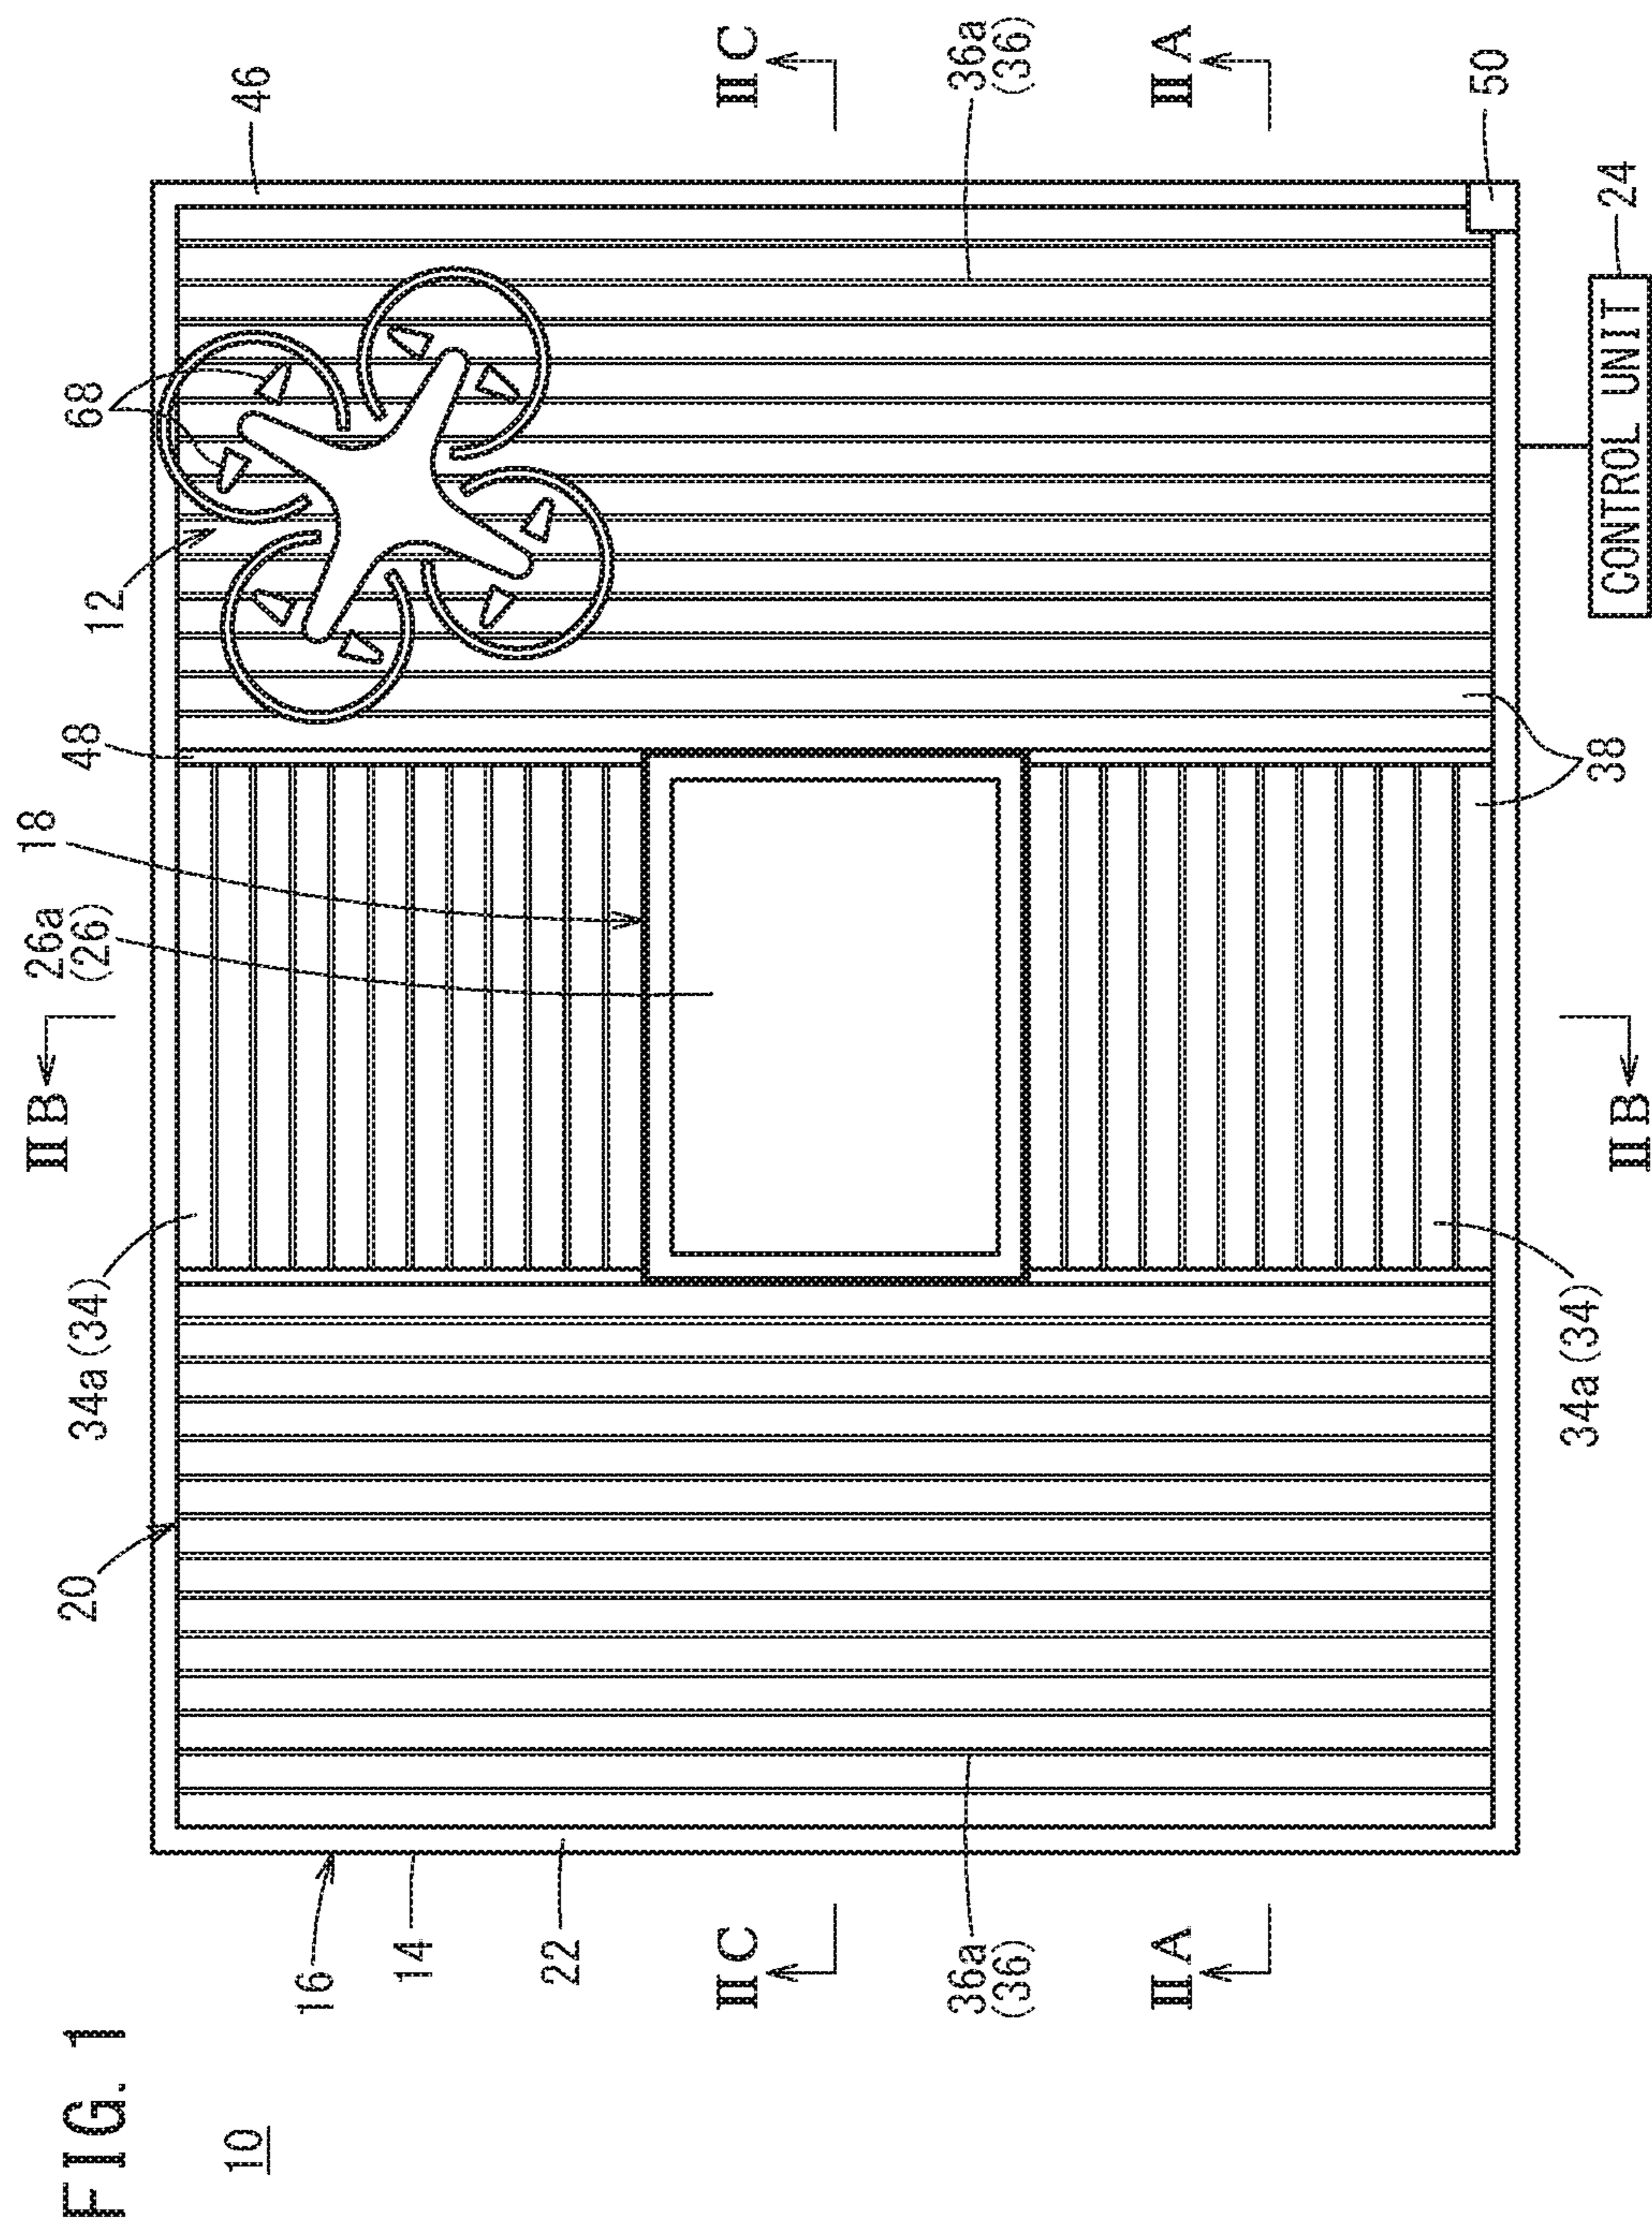 FIG. 1
10
20
34a (34)
IIB
26a
(26)
18
48
12
68
46
16
14
22
IIC
IIC
36a
(36)
36a
(36)
IIA
IIA
50
34a (34)
IIB
38
CONTROL UNIT
24